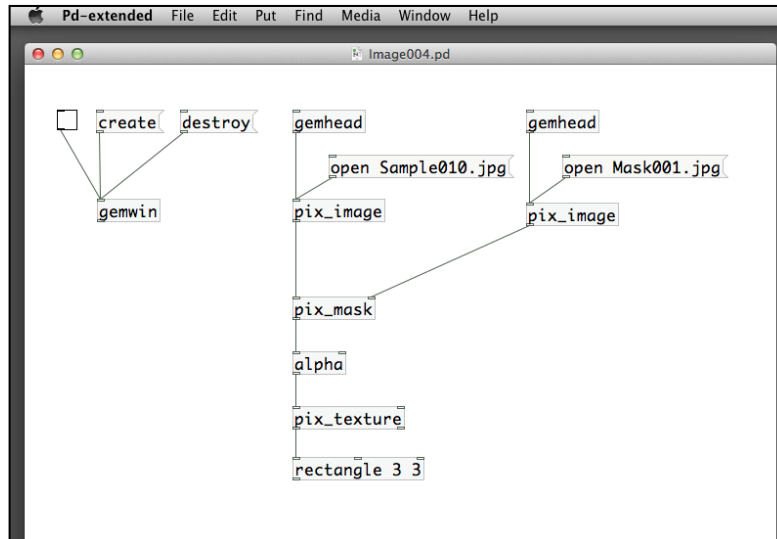 Pd-extended File Edit Put Find Media Window Help
Image004.pd
create destroy gemhead gemhead
open Sample010.jpg open Mask001.jpg
gemwin pix_image pix_image
pix_mask
alpha
pix_texture
rectangle 3 3